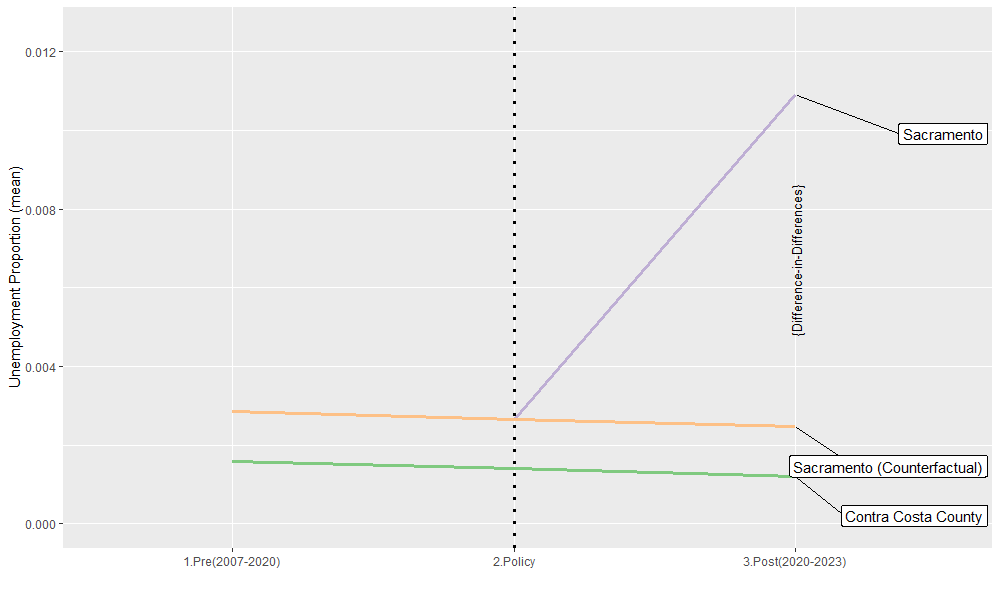 0.012
0.008
0.004
0.000
Unemployment Proportion (mean)
Sacramento
{Difference-in-Differences}
Sacramento (Counterfactual)
Contra Costa County
1.Pre(2007-2020)
2.Policy
3.Post(2020-2023)